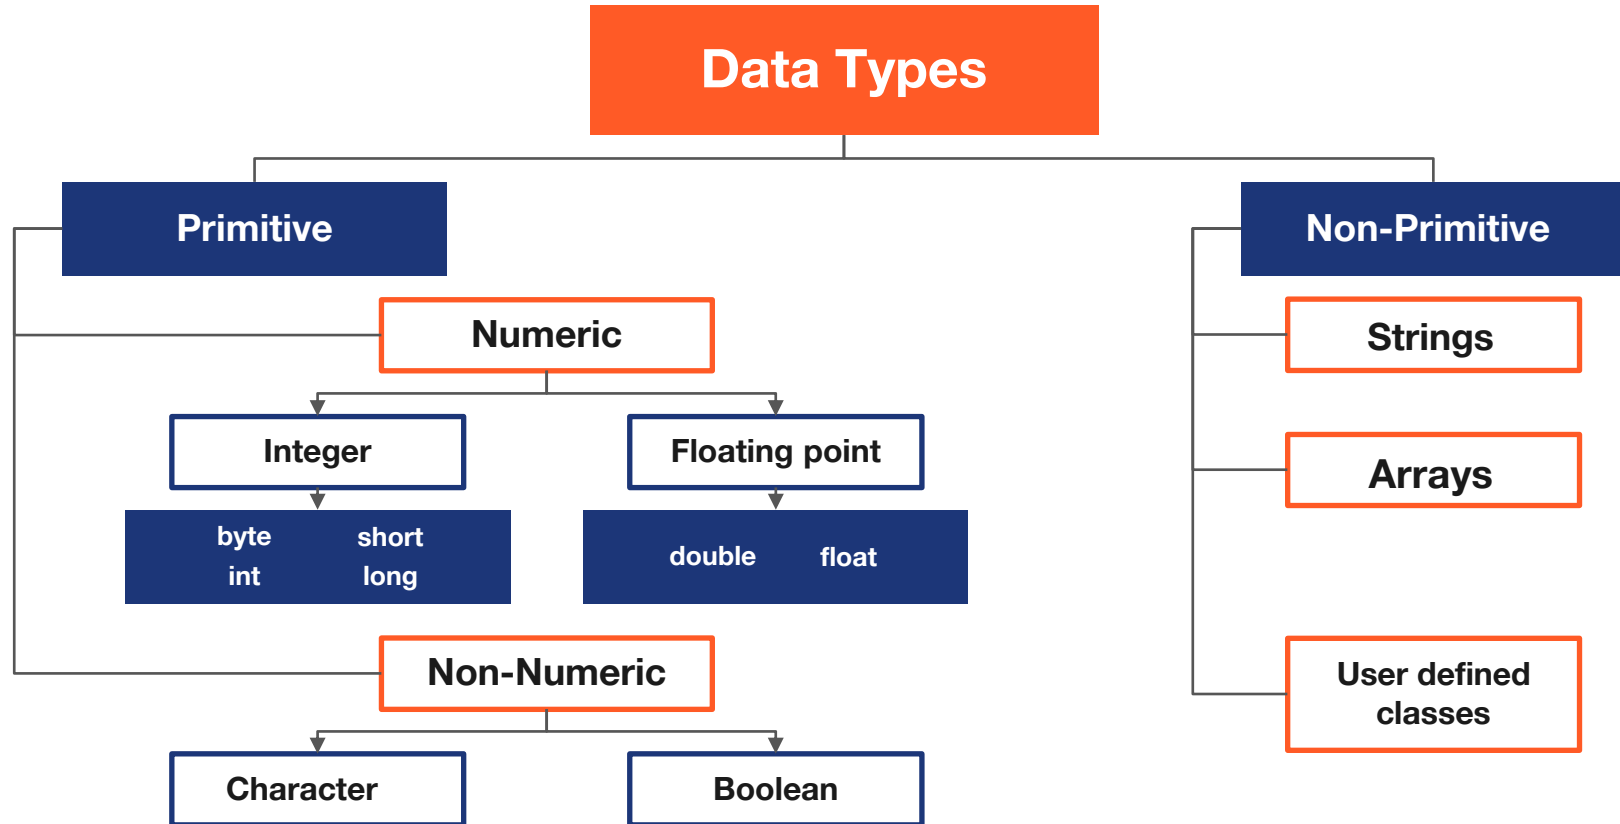 Data Types
Primitive
Non-Primitive
Numeric
Strings
Integer
Floating point
Arrays
byte short
int long
double float
Non-Numeric
User defined
classes
Character
Boolean